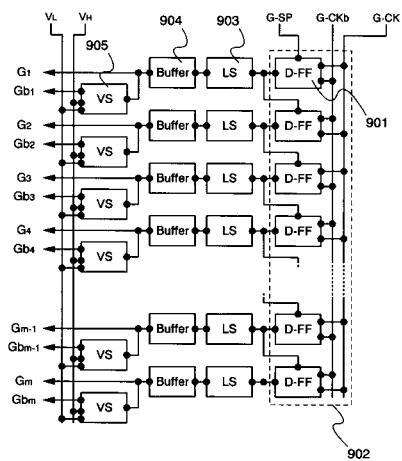 VL VH 905 904 903 G-SP G-CKb G-CK
G1 Buffer LS D-FF
Gb1 VS 901
G2 Buffer LS D-FF
Gb2 VS
G3 Buffer LS D-FF
Gb3 VS
G4 Buffer LS D-FF
Gb4 VS
Gm-1 Buffer LS D-FF
Gbm-1 VS
Gm Buffer LS D-FF
Gbm VS
902